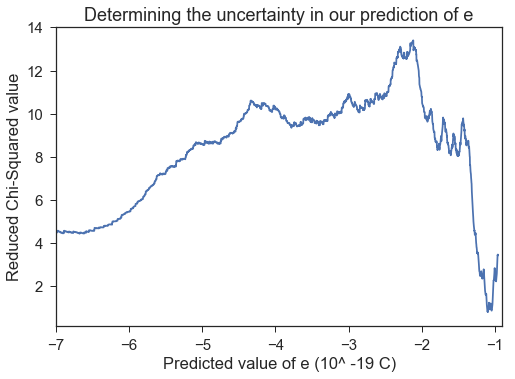 Determining the uncertainty in our prediction of e
14
12
10
8
6
4
2
Reduced Chi-Squared value
−7 −6 −5 −4 −3 −2 −1
Predicted value of e (10^ -19 C)